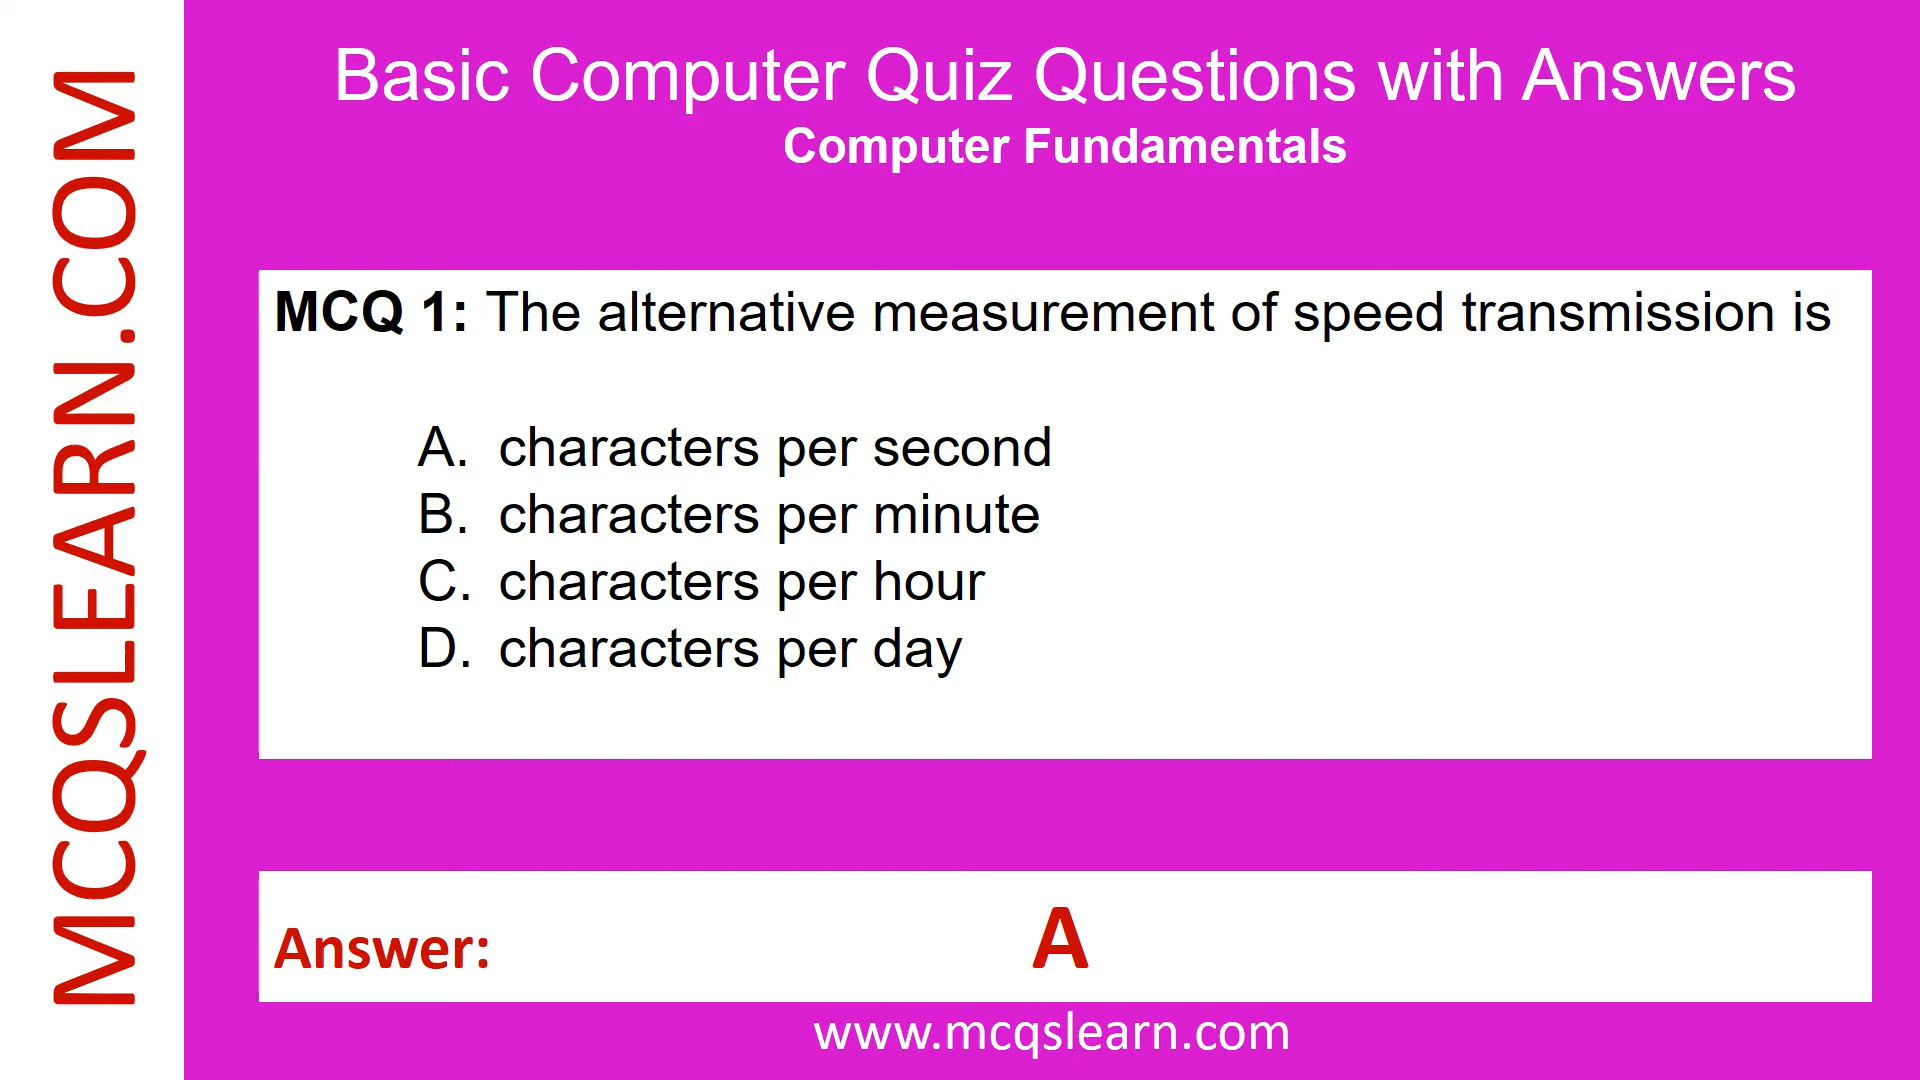 MCQSLEARN.COM
Basic Computer Quiz Questions with Answers
Computer Fundamentals
MCQ 1: The alternative measurement of speed transmission is
A. characters per second
B. characters per minute
C. characters per hour
D. characters per day
Answer: A
www.mcqslearn.com